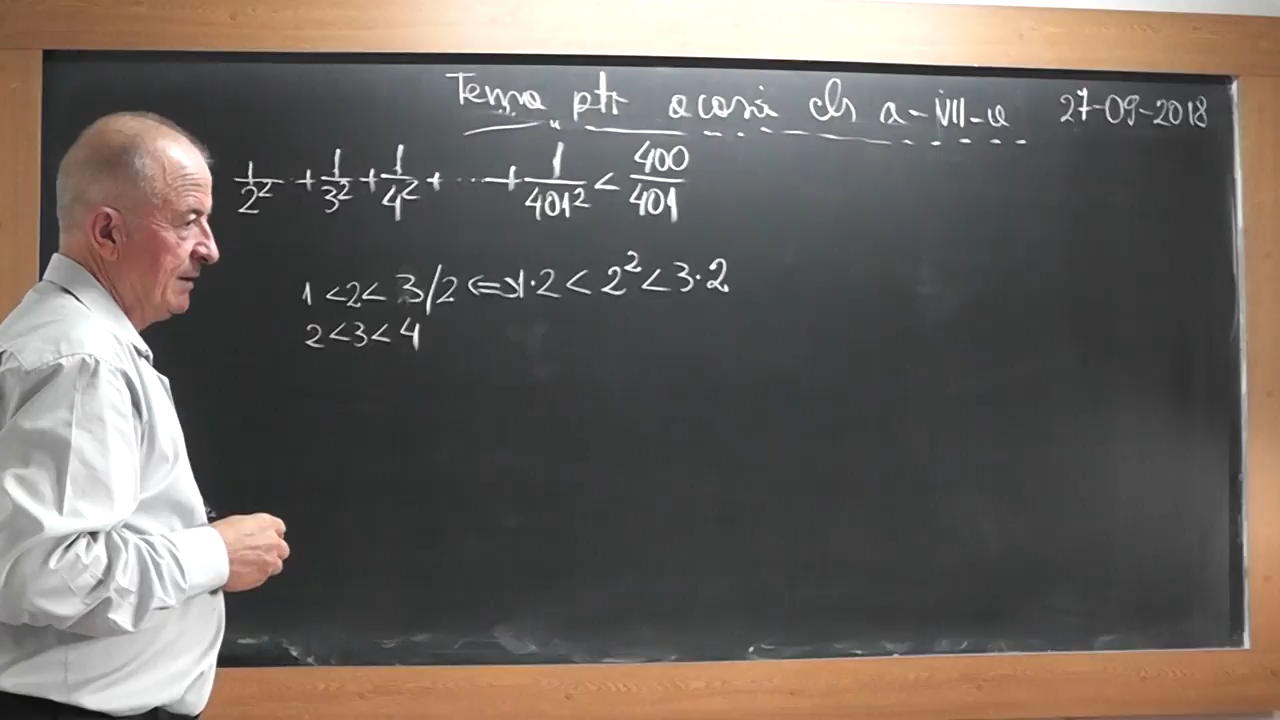 Tema ptr acasă cls a-VII-a 27-09-2018
1/2² + 1/3² + 1/4² + ... + 1/401² < 400/401
1 < 2 < 3 /2 <=> 1·2 < 2² < 3·2
2 < 3 < 4